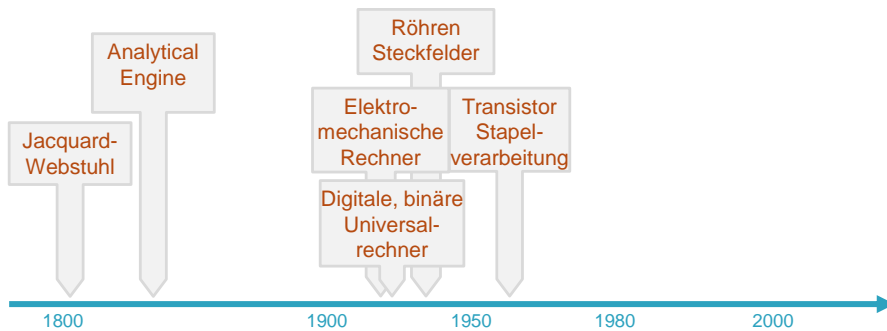 Röhren
Steckfelder
Analytical
Engine
Elektro-
mechanische
Rechner
Transistor
Stapel-
verarbeitung
Jacquard-
Webstuhl
Digitale, binäre
Universal-
rechner
1800
1900
1950
1980
2000